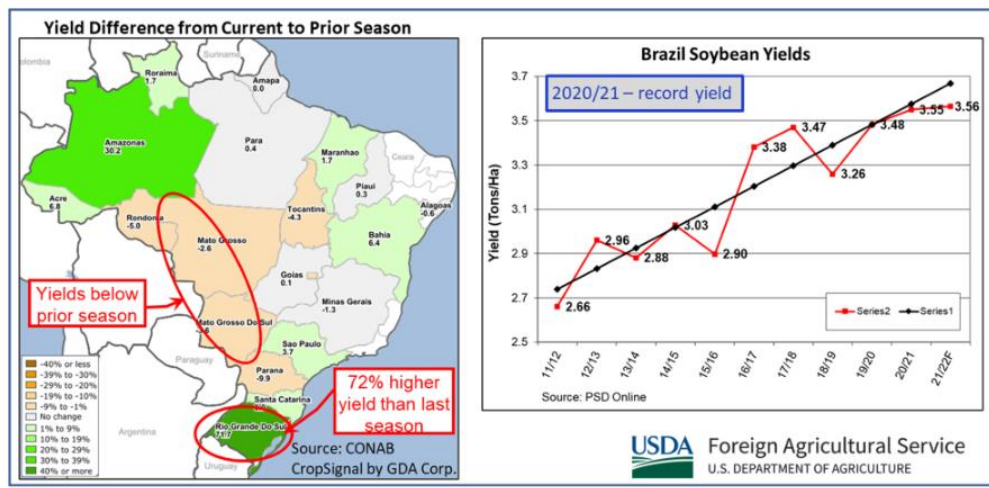 Yield Difference from Current to Prior Season
Suriname
Roraima
1.7
Amapa
0.0
Amazonas
30.2
Para
0.4
Maranhao
1.7
Ceara
Piaui
0.3
Acre
6.8
Rondonia
-5.0
Tocantins
-4.3
Alagoas
-0.6
Mato Grosso
-2.6
Bahia
6.4
Goias
0.1
Yields below
prior season
Minas Gerais
-1.3
Mato Grosso Do Sul
Sao Paulo
3.7
Paraguay
Parana
-9.9
-40% or less
-39% to -30%
-29% to -20%
-19% to -10%
-9% to -1%
No change
1% to 9%
10% to 19%
20% to 29%
30% to 39%
40% or more
Santa Catarina
72% higher
yield than last
season
Rio Grande Do Sul
71.7
Argentina
Uruguay
Source: CONAB
CropSignal by GDA Corp.
Brazil Soybean Yields
2020/21 – record yield
Yield (Tons/Ha)
3.7
3.5
3.3
3.1
2.9
2.7
2.5
2.66
2.96
2.88
3.03
2.90
3.38
3.47
3.26
3.48
3.55
3.56
Series2
Series1
11/12
12/13
13/14
14/15
15/16
16/17
17/18
18/19
19/20
20/21
21/22F
Source: PSD Online
USDA
Foreign Agricultural Service
U.S. DEPARTMENT OF AGRICULTURE